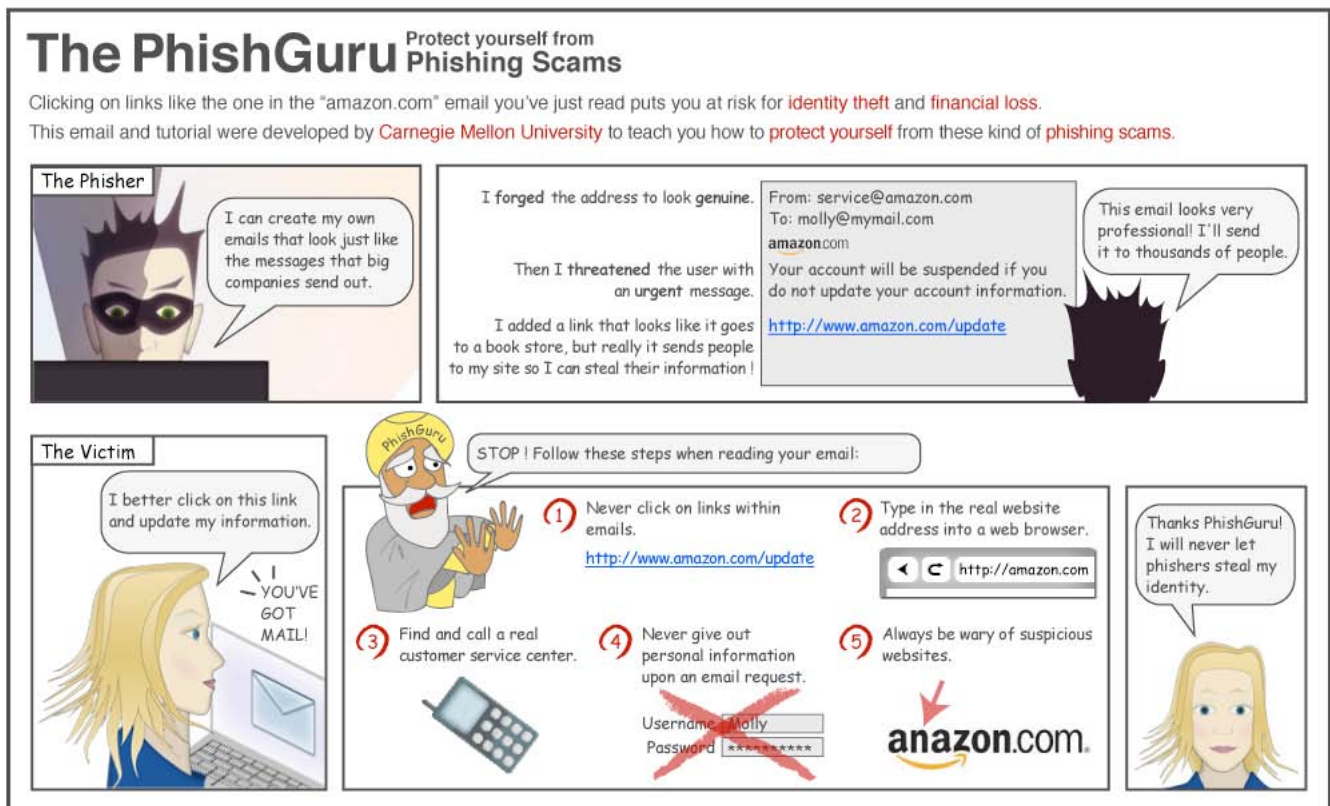 The PhishGuru
Protect yourself from
Phishing Scams
Clicking on links like the one in the “amazon.com” email you’ve just read puts you at risk for identity theft and financial loss.
This email and tutorial were developed by Carnegie Mellon University to teach you how to protect yourself from these kind of phishing scams.
The Phisher
I can create my own
emails that look just like
the messages that big
companies send out.
I forged the address to look genuine.
Then I threatened the user with
an urgent message.
I added a link that looks like it goes
to a book store, but really it sends people
to my site so I can steal their information !
From: service@amazon.com
To: molly@mymail.com
amazon.com
Your account will be suspended if you
do not update your account information.
http://www.amazon.com/update
This email looks very
professional! I'll send
it to thousands of people.
The Victim
I better click on this link
and update my information.
YOU'VE
GOT
MAIL!
PhishGuru
STOP ! Follow these steps when reading your email:
1 Never click on links within
emails.
http://www.amazon.com/update
2 Type in the real website
address into a web browser.
http://amazon.com
3 Find and call a real
customer service center.
4 Never give out
personal information
upon an email request.
Username Molly
Password **********
5 Always be wary of suspicious
websites.
anazon.com.
Thanks PhishGuru!
I will never let
phishers steal my
identity.